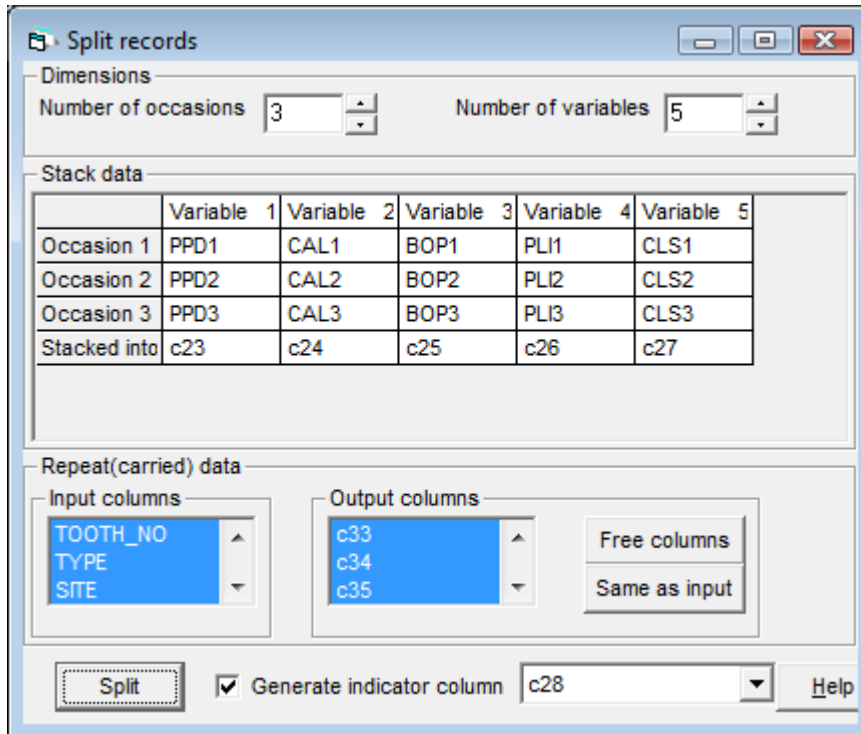 Split records
Dimensions
Number of occasions 3 Number of variables 5
Stack data
Variable 1 Variable 2 Variable 3 Variable 4 Variable 5
Occasion 1 PPD1 CAL1 BOP1 PLI1 CLS1
Occasion 2 PPD2 CAL2 BOP2 PLI2 CLS2
Occasion 3 PPD3 CAL3 BOP3 PLI3 CLS3
Stacked into c23 c24 c25 c26 c27
Repeat(carried) data
Input columns Output columns
TOOTH_NO c33
TYPE c34
SITE c35
Free columns
Same as input
Split Generate indicator column c28 Help